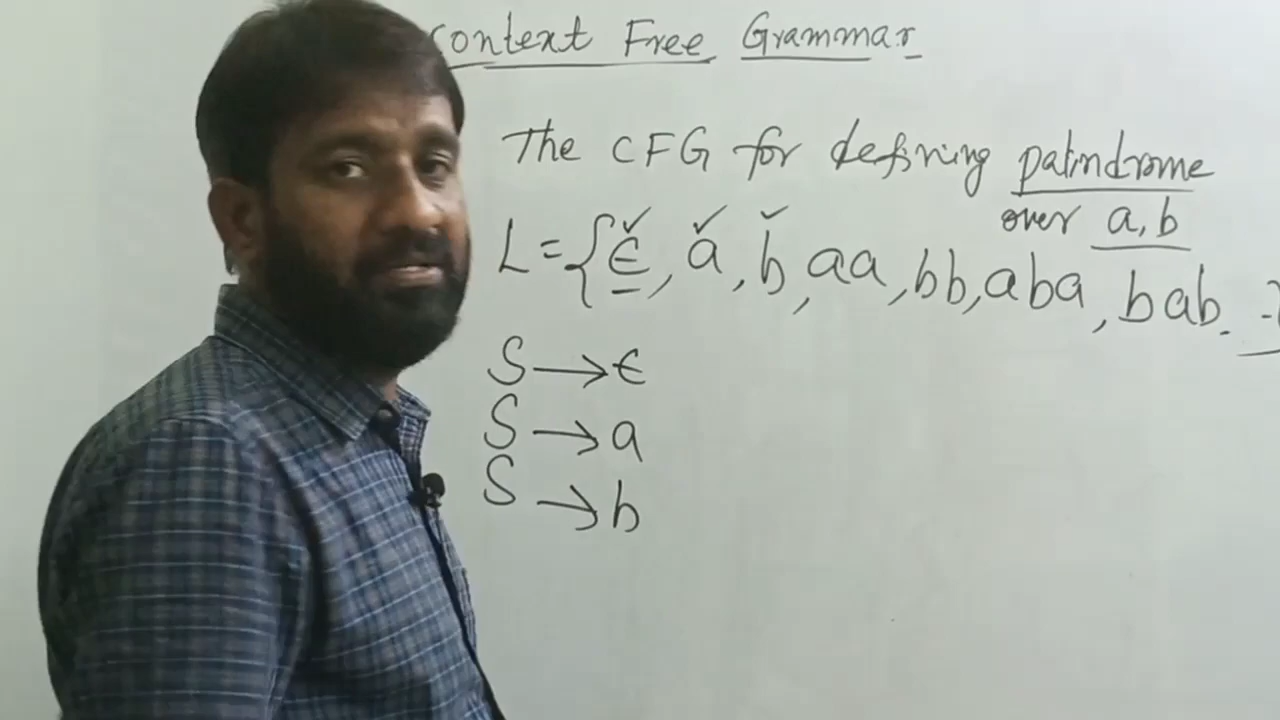 Context Free Grammar
The CFG for defining palindrome
over a, b
L = { ϵ, a, b, aa, bb, aba, bab. - }
S → ϵ
S → a
S → b